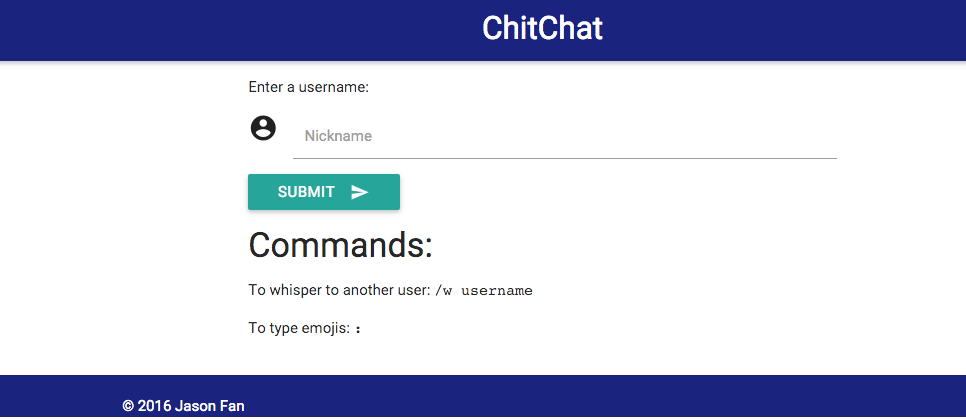 ChitChat
Enter a username:
Nickname
SUBMIT
Commands:
To whisper to another user: /w username
To type emojis: :
© 2016 Jason Fan